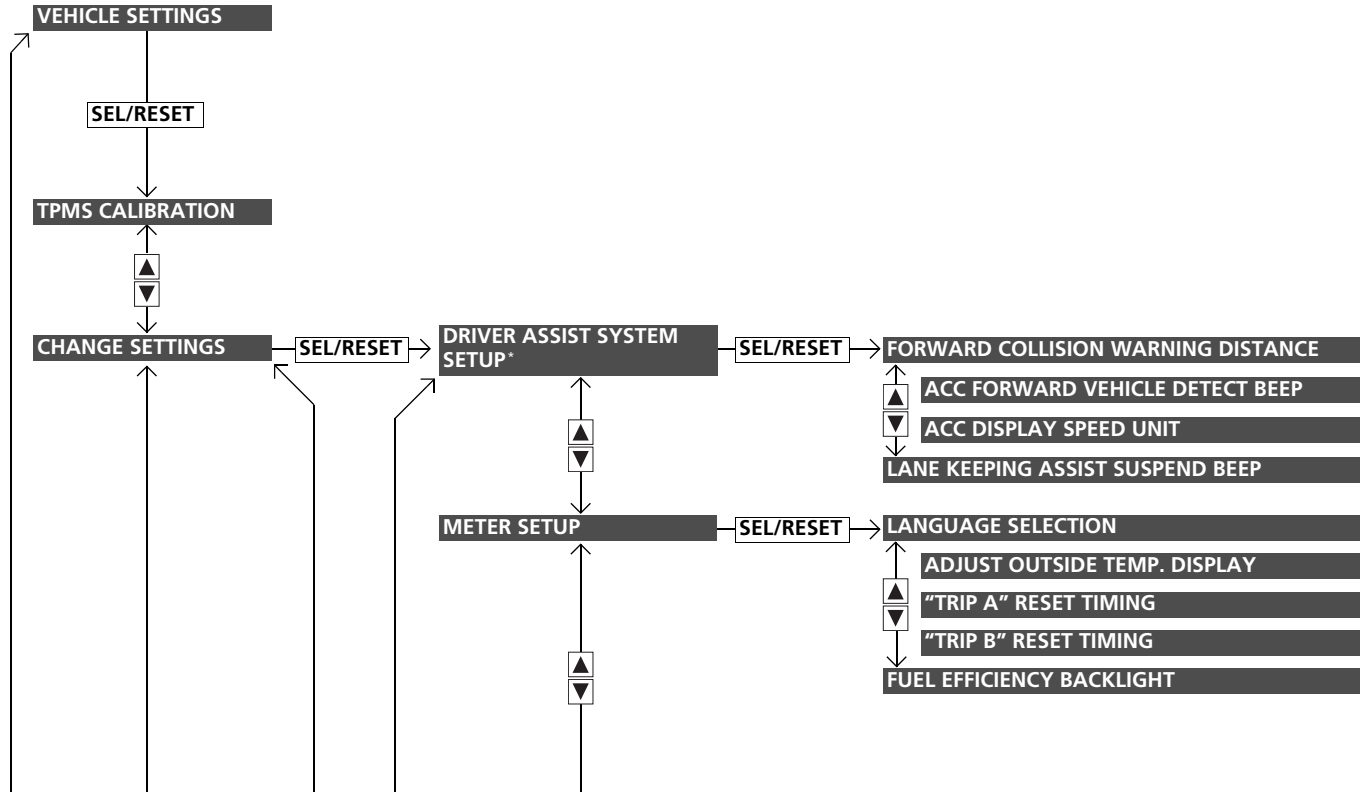 VEHICLE SETTINGS
SEL/RESET
TPMS CALIBRATION
▲
▼
CHANGE SETTINGS
SEL/RESET
DRIVER ASSIST SYSTEM
SETUP*
SEL/RESET
FORWARD COLLISION WARNING DISTANCE
▲
▼
ACC FORWARD VEHICLE DETECT BEEP
ACC DISPLAY SPEED UNIT
LANE KEEPING ASSIST SUSPEND BEEP
▲
▼
METER SETUP
SEL/RESET
LANGUAGE SELECTION
▲
▼
ADJUST OUTSIDE TEMP. DISPLAY
“TRIP A” RESET TIMING
“TRIP B” RESET TIMING
FUEL EFFICIENCY BACKLIGHT
▲
▼